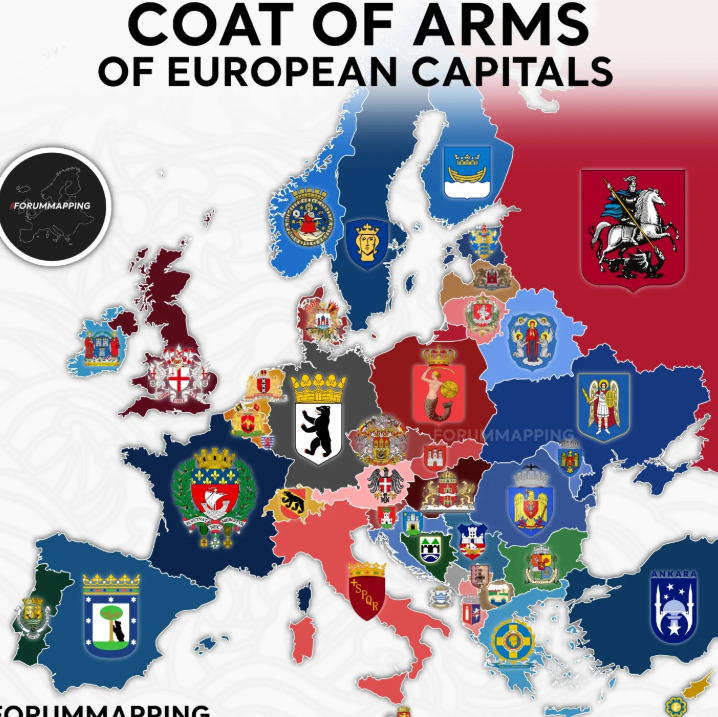 COAT OF ARMS
OF EUROPEAN CAPITALS
FORUMMAPPING
FORUMMAPPING
SPQR
ANKARA
FORUMMAPPING